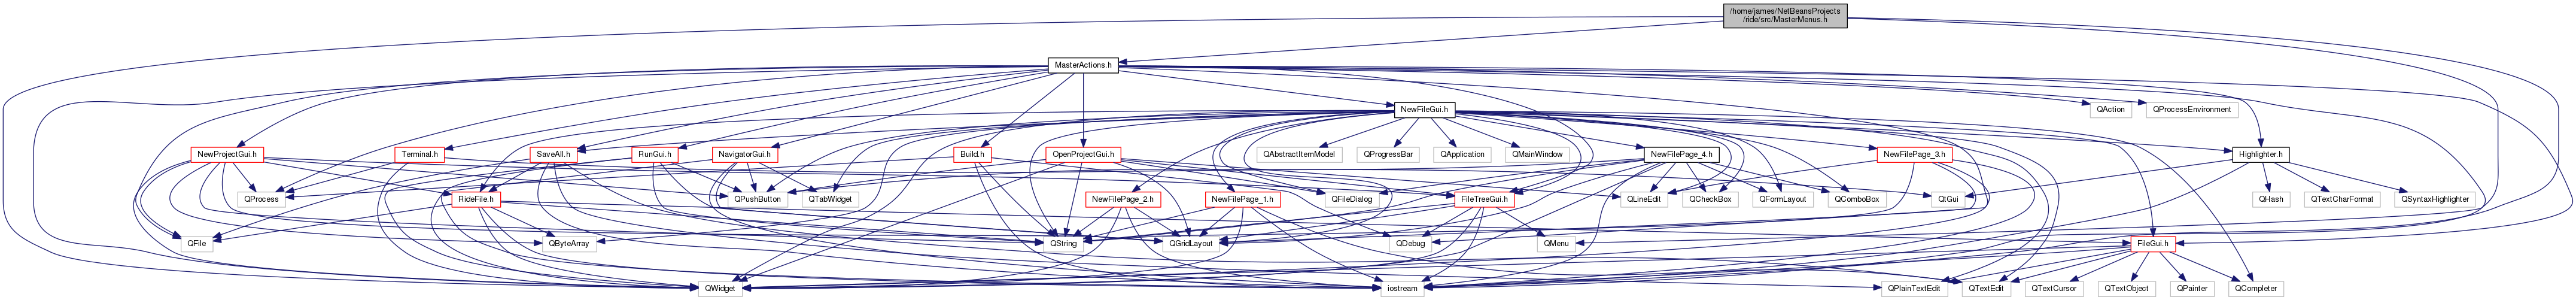 /home/james/NetBeansProjects
/ride/src/MasterMenus.h
MasterActions.h
NewFileGui.h
QAction
QProcessEnvironment
NewProjectGui.h
Terminal.h
SaveAll.h
RunGui.h
NavigatorGui.h
Build.h
OpenProjectGui.h
QAbstractItemModel
QProgressBar
QApplication
QMainWindow
NewFilePage_4.h
NewFilePage_3.h
Highlighter.h
QProcess
RideFile.h
QPushButton
QTabWidget
NewFilePage_2.h
NewFilePage_1.h
QFileDialog
FileTreeGui.h
QLineEdit
QCheckBox
QFormLayout
QComboBox
QtGui
QHash
QTextCharFormat
QSyntaxHighlighter
QFile
QByteArray
QString
QGridLayout
QDebug
QMenu
FileGui.h
QWidget
iostream
QPlainTextEdit
QTextEdit
QTextCursor
QTextObject
QPainter
QCompleter